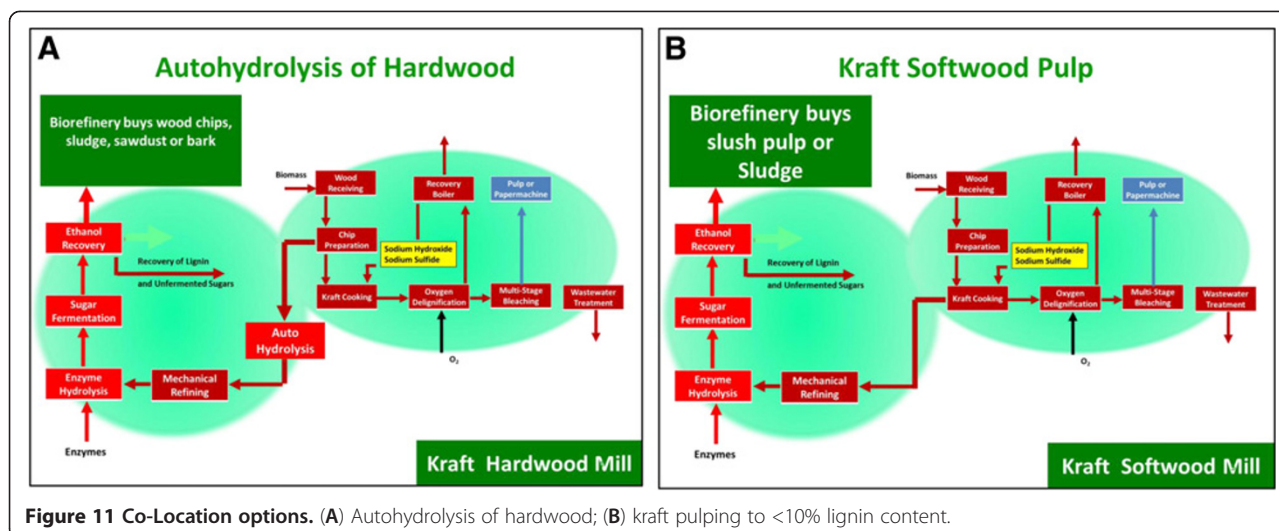 A
Autohydrolysis of Hardwood
Biorefinery buys wood chips,
sludge, sawdust or bark
Biomass
Wood
Receiving
Recovery
Boiler
Pulp or
Papermachine
Ethanol
Recovery
Chip
Preparation
Sodium Hydroxide
Sodium Sulfide
Recovery of Lignin
and Unfermented Sugars
Kraft Cooking
Oxygen
Delignification
Multi-Stage
Bleaching
Wastewater
Treatment
Sugar
Fermentation
Auto
Hydrolysis
O₂
Enzyme
Hydrolysis
Mechanical
Refining
Enzymes
Kraft Hardwood Mill
B
Kraft Softwood Pulp
Biorefinery buys
slush pulp or
Sludge
Biomass
Wood
Receiving
Recovery
Boiler
Pulp or
Papermachine
Ethanol
Recovery
Chip
Preparation
Sodium Hydroxide
Sodium Sulfide
Recovery of Lignin
and Unfermented Sugars
Kraft Cooking
Oxygen
Delignification
Multi-Stage
Bleaching
Wastewater
Treatment
Sugar
Fermentation
O₂
Enzyme
Hydrolysis
Mechanical
Refining
Enzymes
Kraft Softwood Mill
Figure 11 Co-Location options. (A) Autohydrolysis of hardwood; (B) kraft pulping to <10% lignin content.